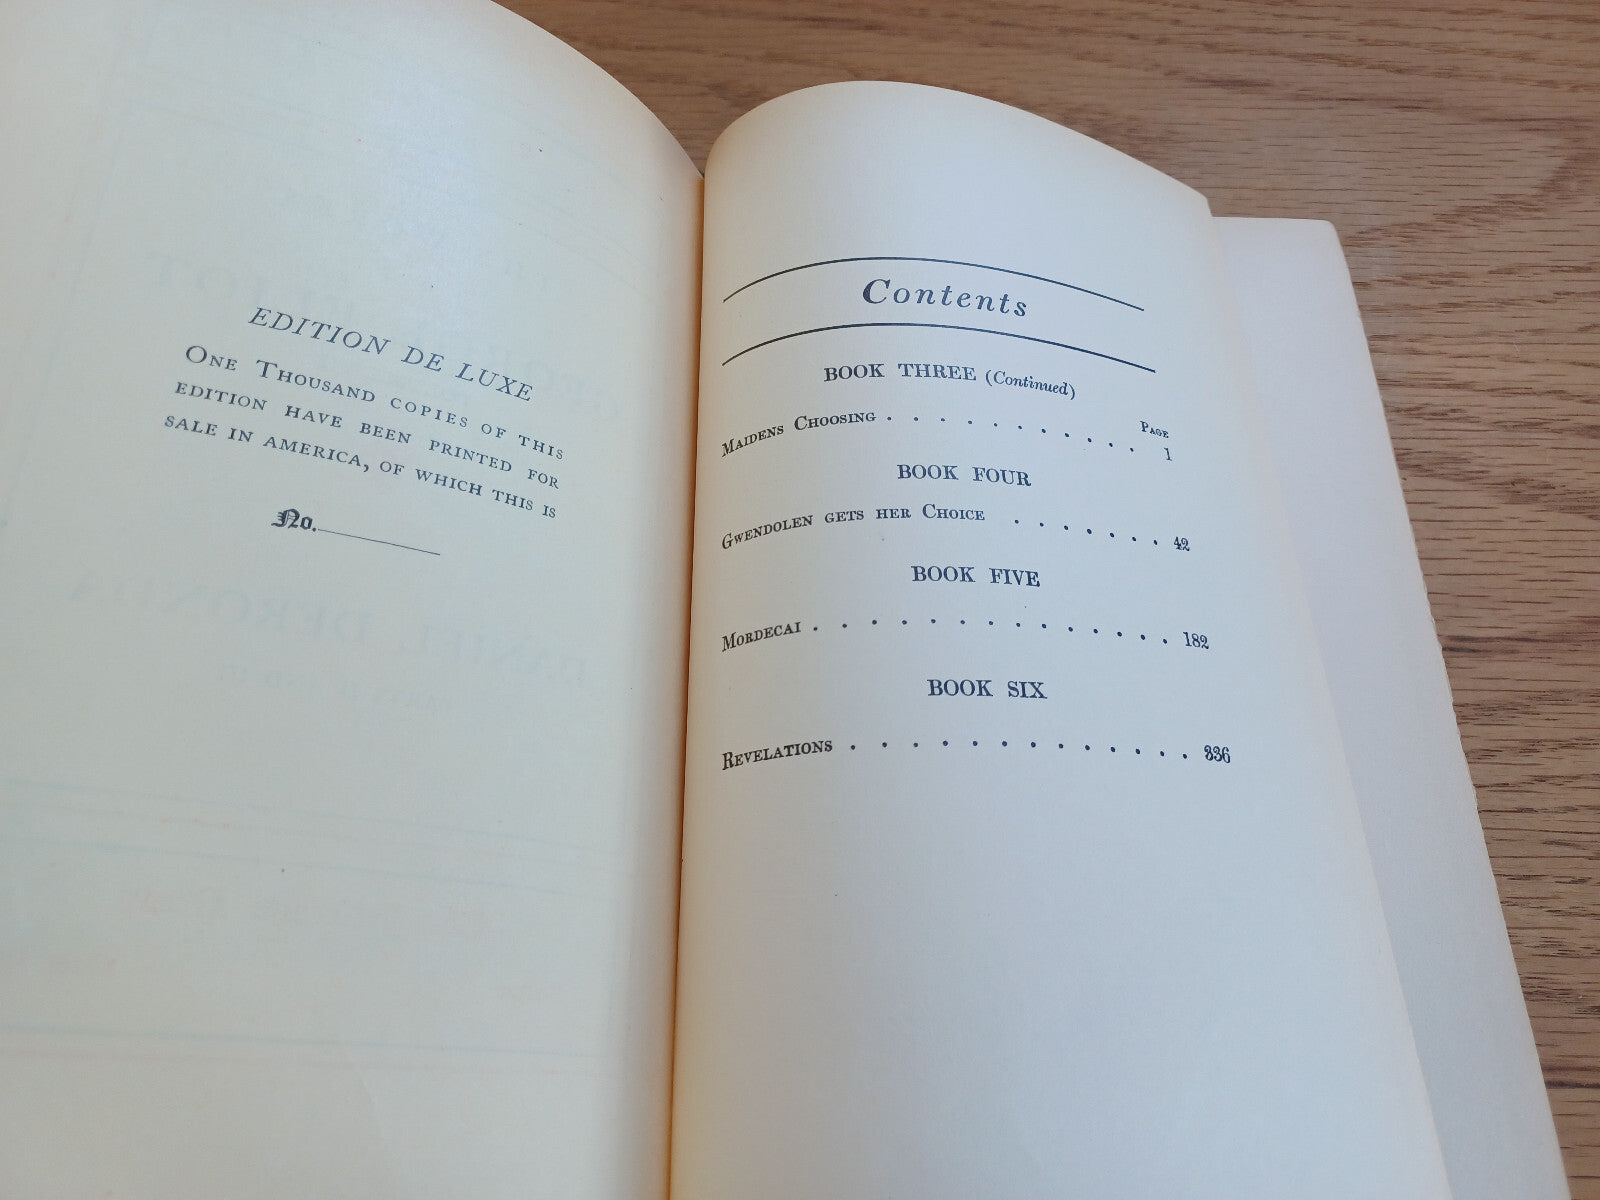 EDITION DE LUXE
ONE THOUSAND COPIES OF THIS
EDITION HAVE BEEN PRINTED FOR
SALE IN AMERICA, OF WHICH THIS IS
No.
Contents
BOOK THREE (Continued)
PAGE
MAIDENS CHOOSING . . . . . . . . . . . 1
BOOK FOUR
GWENDOLEN GETS HER CHOICE . . . . . . . 42
BOOK FIVE
MORDECAI . . . . . . . . . . . . . 182
BOOK SIX
REVELATIONS . . . . . . . . . . . . . 336
DANIEL DERONDA